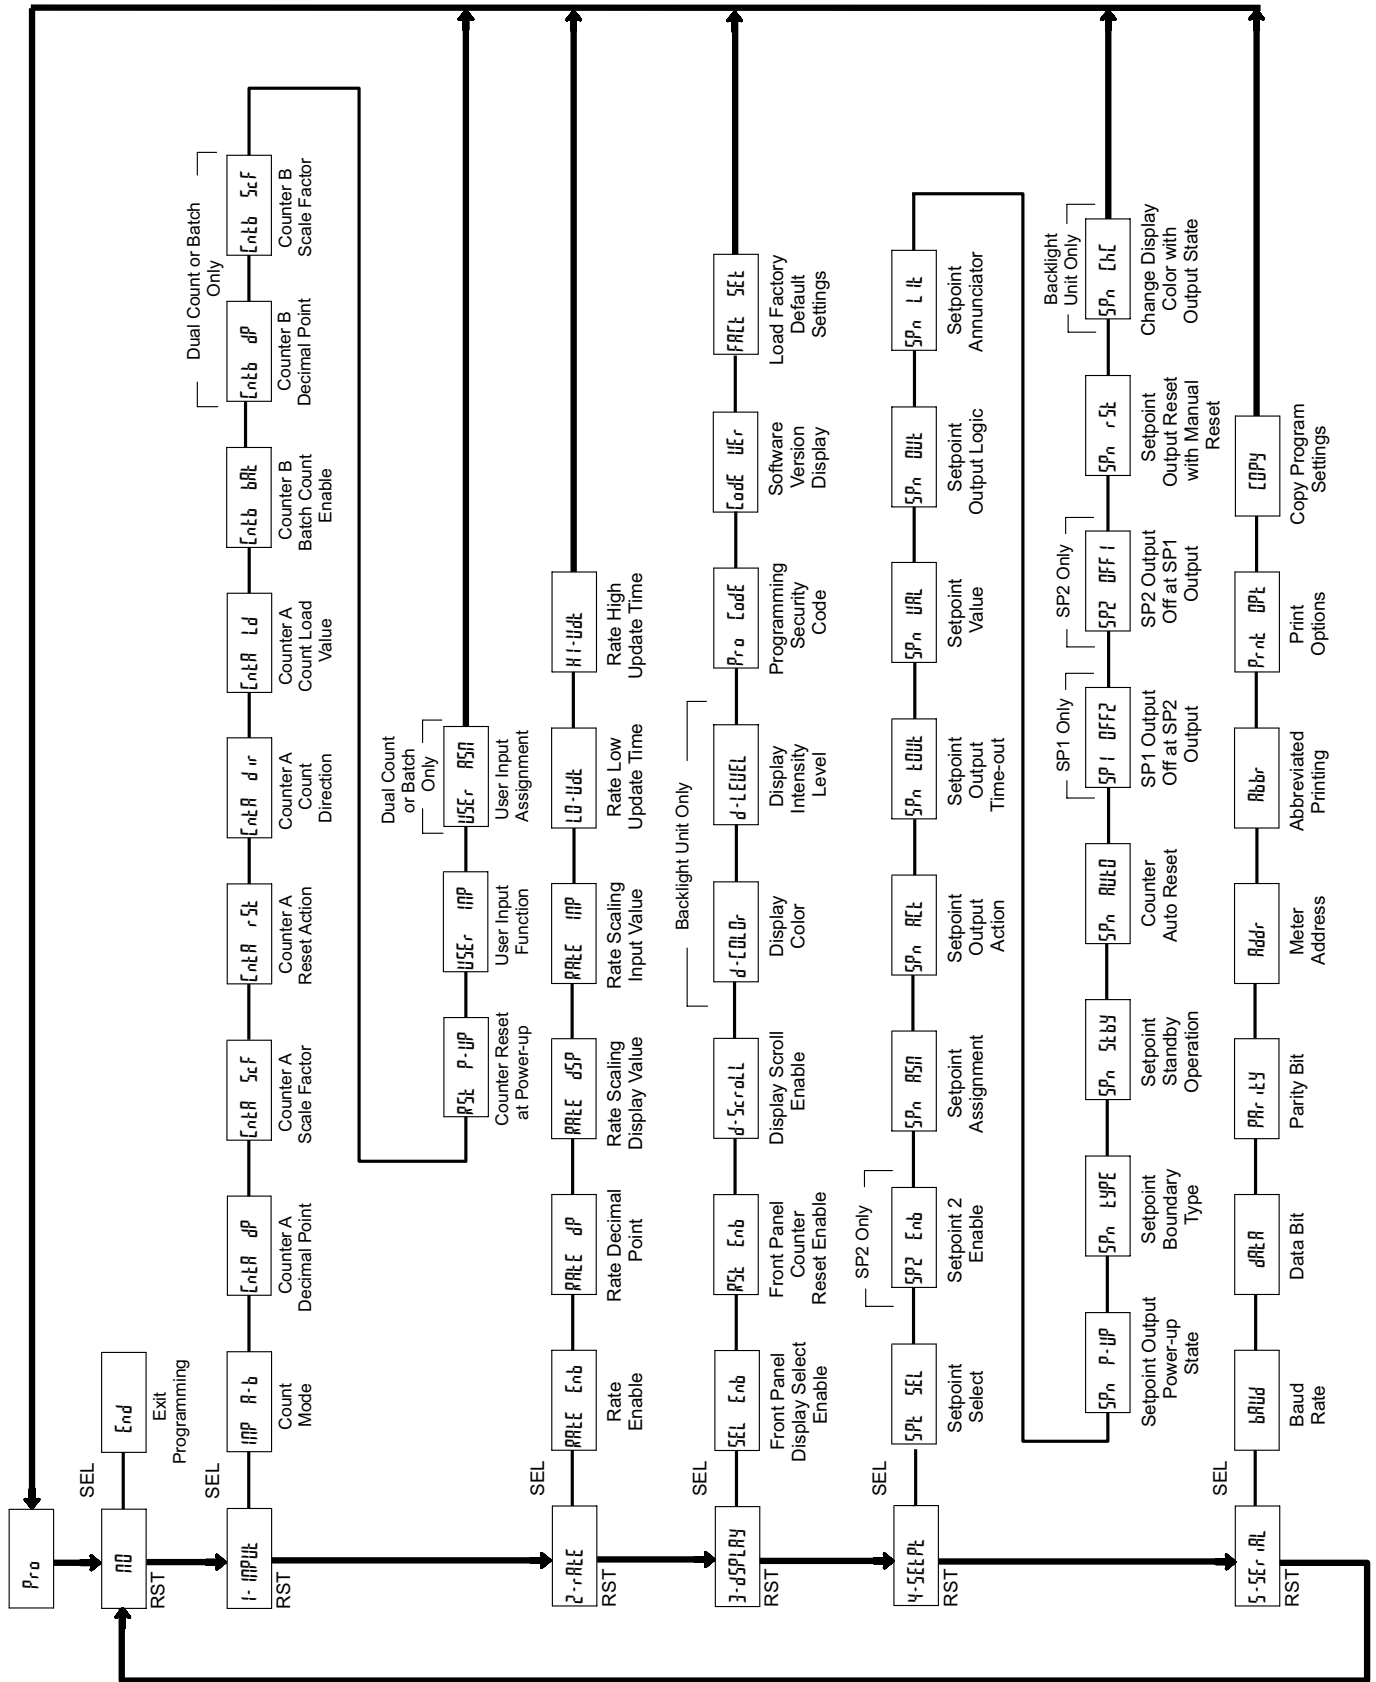 Pro
SEL
NO
RST
End
Exit
Programming
SEL
1-INPUt
RST
INP A-b
Count
Mode
CntA dP
Counter A
Decimal Point
CntA ScF
Counter A
Scale Factor
CntA rSt
Counter A
Reset Action
CntA dir
Counter A
Count
Direction
CntA Ld
Counter A
Count Load
Value
Cntb bAt
Counter B
Batch Count
Enable
Dual Count or Batch
Only
Cntb dP
Counter B
Decimal Point
Cntb ScF
Counter B
Scale Factor
RSt P-UP
Counter Reset
at Power-up
USEr INP
User Input
Function
Dual Count
or Batch
Only
USEr ASN
User Input
Assignment
SEL
2-rAtE
RST
RAtE Enb
Rate
Enable
RAtE dP
Rate Decimal
Point
RAtE dSP
Rate Scaling
Display Value
RAtE INP
Rate Scaling
Input Value
LO-Udt
Rate Low
Update Time
HI-Udt
Rate High
Update Time
SEL
3-dSPLAY
RST
SEL Enb
Front Panel
Display Select
Enable
RSt Enb
Front Panel
Counter
Reset Enable
d-ScroLL
Display Scroll
Enable
Backlight Unit Only
d-COLOr
Display
Color
d-LEVEL
Display
Intensity
Level
Pro CodE
Programming
Security
Code
CodE VEr
Software
Version
Display
FACt SEt
Load Factory
Default
Settings
SEL
4-SEtPt
RST
SPt SEL
Setpoint
Select
SP2 Only
SP2 Enb
Setpoint 2
Enable
SPn ASN
Setpoint
Assignment
SPn ACt
Setpoint
Output
Action
SPn tOUt
Setpoint
Output
Time-out
SPn VAL
Setpoint
Value
SPn OUt
Setpoint
Output Logic
SPn Lit
Setpoint
Annunciator
SPn P-UP
Setpoint Output
Power-up
State
SPn tYPE
Setpoint
Boundary
Type
SPn Stby
Setpoint
Standby
Operation
SPn AUtO
Counter
Auto Reset
SP1 Only
SP1 OFF2
SP1 Output
Off at SP2
Output
SP2 Only
SP2 OFF1
SP2 Output
Off at SP1
Output
SPn rSt
Setpoint
Output Reset
with Manual
Reset
Backlight
Unit Only
SPn ChC
Change Display
Color with
Output State
SEL
5-SEriAL
RST
bAUd
Baud
Rate
dAtA
Data Bit
PAritY
Parity Bit
Addr
Meter
Address
Abbr
Abbreviated
Printing
Prnt OPt
Print
Options
COPY
Copy Program
Settings